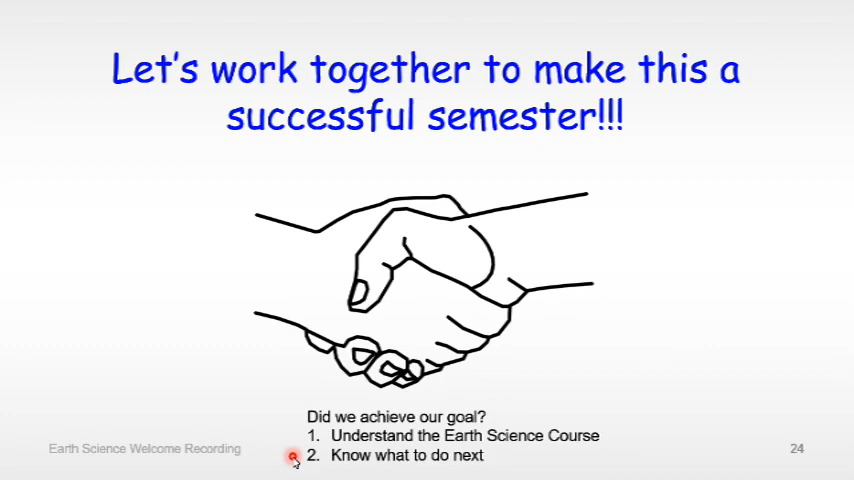 Let's work together to make this a
successful semester!!!
Did we achieve our goal?
1. Understand the Earth Science Course
2. Know what to do next
Earth Science Welcome Recording
24